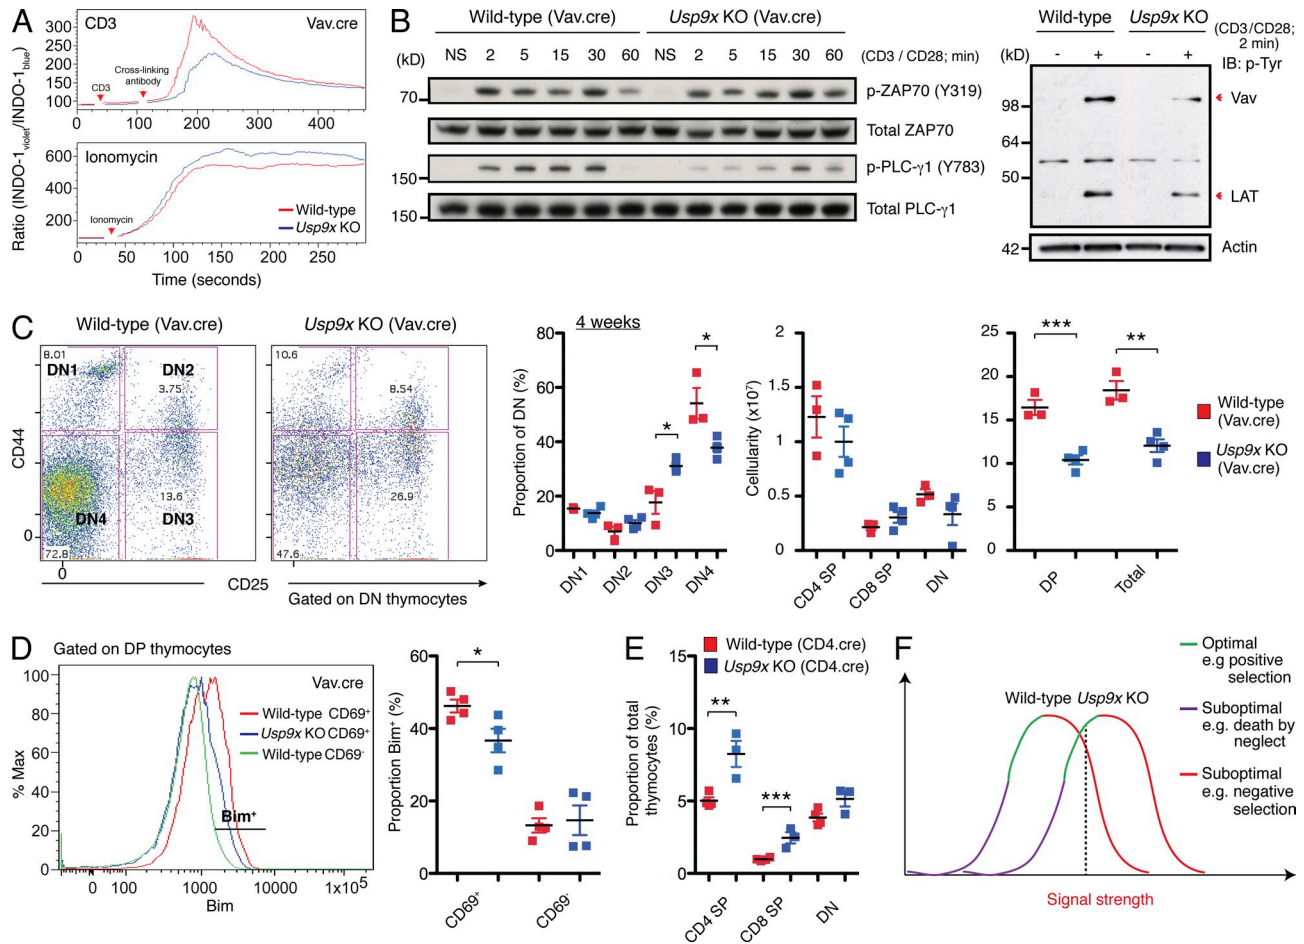 A
CD3
Vav.cre
350
300
250
200
150
100
CD3
Cross-linking
antibody
0
100
200
300
400
Ratio (INDO-1violet/INDO-1blue)
Ionomycin
600
400
200
Ionomycin
Wild-type
Usp9x KO
0
50
100
150
200
250
Time (seconds)
B
Wild-type (Vav.cre)
Usp9x KO (Vav.cre)
(kD)
NS
2
5
15
30
60
NS
2
5
15
30
60
(CD3 / CD28; min)
70
p-ZAP70 (Y319)
Total ZAP70
150
p-PLC-γ1 (Y783)
150
Total PLC-γ1
Wild-type
Usp9x KO
(CD3/CD28;
2 min)
(kD)
-
+
-
+
IB: p-Tyr
98
Vav
64
50
LAT
42
Actin
C
Wild-type (Vav.cre)
Usp9x KO (Vav.cre)
8.01
DN1
DN2
3.75
13.6
DN4
DN3
72.8
10.6
8.54
26.9
47.6
CD44
0
0
CD25
Gated on DN thymocytes
4 weeks
80
60
40
20
0
Proportion of DN (%)
*
*
DN1
DN2
DN3
DN4
2
1.5
1
0.5
0
Cellularity (x10⁷)
CD4 SP
CD8 SP
DN
25
20
15
10
5
0
***
**
DP
Total
Wild-type
(Vav.cre)
Usp9x KO
(Vav.cre)
D
Gated on DP thymocytes
Vav.cre
100
80
60
40
20
0
% Max
Wild-type CD69⁺
Usp9x KO CD69⁺
Wild-type CD69⁻
Bim⁺
0
100
1000
10000
1x10⁵
Bim
60
40
20
0
Proportion Bim⁺ (%)
*
CD69⁺
CD69⁻
E
Wild-type (CD4.cre)
Usp9x KO (CD4.cre)
15
10
5
0
Proportion of total
thymocytes (%)
**
***
CD4 SP
CD8 SP
DN
F
Wild-type
Usp9x KO
Optimal
e.g positive
selection
Suboptimal
e.g. death by
neglect
Suboptimal
e.g. negative
selection
Signal strength